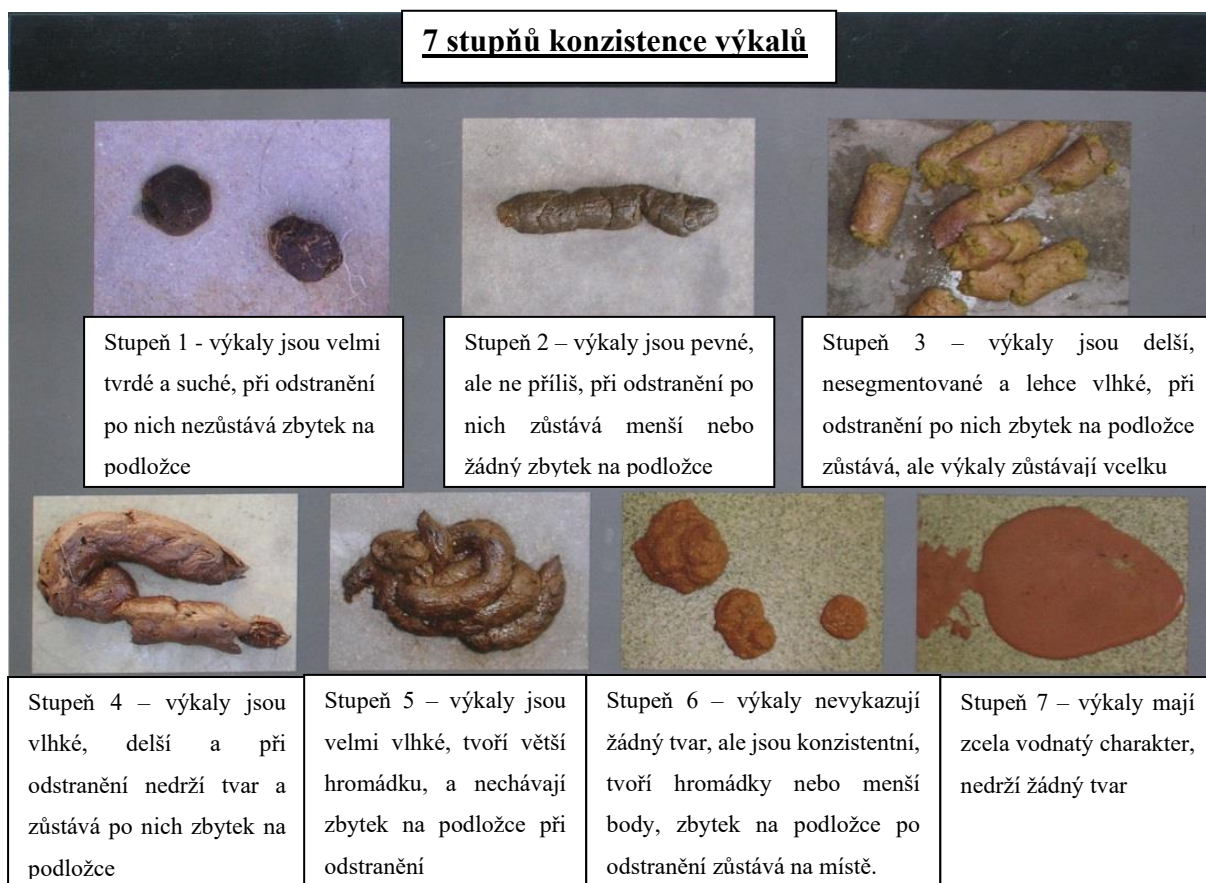 7 stupňů konzistence výkalů
Stupeň 1 - výkaly jsou velmi
tvrdé a suché, při odstranění
po nich nezůstává zbytek na
podložce
Stupeň 2 – výkaly jsou pevné,
ale ne příliš, při odstranění po
nich zůstává menší nebo
žádný zbytek na podložce
Stupeň 3 – výkaly jsou delší,
nesegmentované a lehce vlhké, při
odstranění po nich zbytek na podložce
zůstává, ale výkaly zůstávají vcelku
Stupeň 4 – výkaly jsou
vlhké, delší a při
odstranění nedrží tvar a
zůstává po nich zbytek na
podložce
Stupeň 5 – výkaly jsou
velmi vlhké, tvoří větší
hromádku, a nechávají
zbytek na podložce při
odstranění
Stupeň 6 – výkaly nevykazují
žádný tvar, ale jsou konzistentní,
tvoří hromádky nebo menší
body, zbytek na podložce po
odstranění zůstává na místě.
Stupeň 7 – výkaly mají
zcela vodnatý charakter,
nedrží žádný tvar